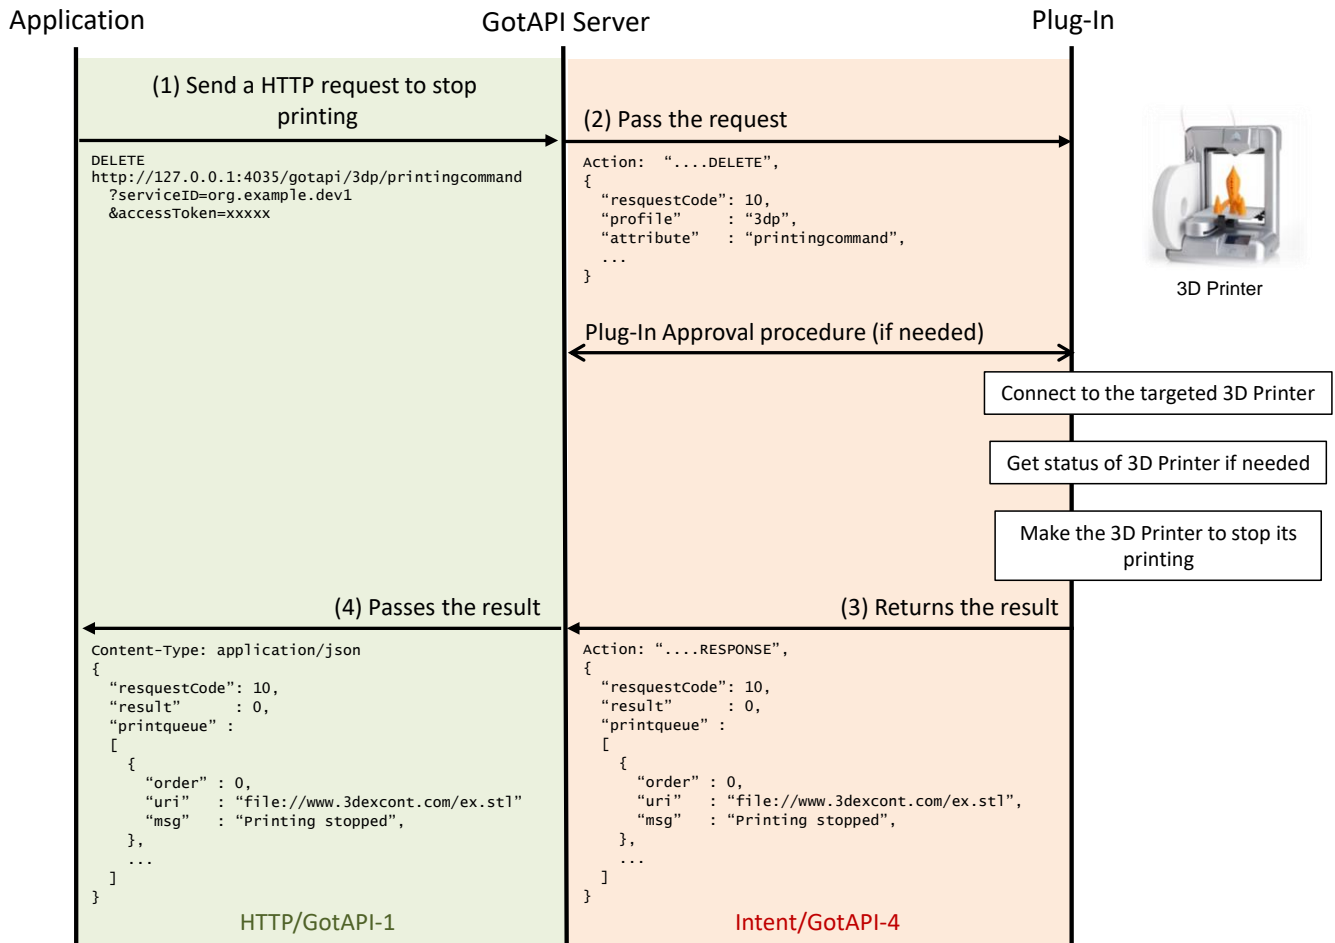 Application
GotAPI Server
Plug-In
(1) Send a HTTP request to stop
printing
DELETE
http://127.0.0.1:4035/gotapi/3dp/printingcommand
?serviceID=org.example.dev1
&accessToken=xxxxx
(2) Pass the request
Action: “....DELETE”,
{
“resquestCode”: 10,
“profile” : “3dp”,
“attribute” : “printingcommand”,
...
}
3D Printer
Plug-In Approval procedure (if needed)
Connect to the targeted 3D Printer
Get status of 3D Printer if needed
Make the 3D Printer to stop its
printing
(4) Passes the result
(3) Returns the result
Content-Type: application/json
{
“resquestCode”: 10,
“result” : 0,
“printqueue” :
[
{
“order” : 0,
“uri” : “file://www.3dexcont.com/ex.stl”
“msg” : “Printing stopped”,
},
...
]
}
Action: “....RESPONSE”,
{
“resquestCode”: 10,
“result” : 0,
“printqueue” :
[
{
“order” : 0,
“uri” : “file://www.3dexcont.com/ex.stl”,
“msg” : “Printing stopped”,
},
...
]
}
HTTP/GotAPI-1
Intent/GotAPI-4